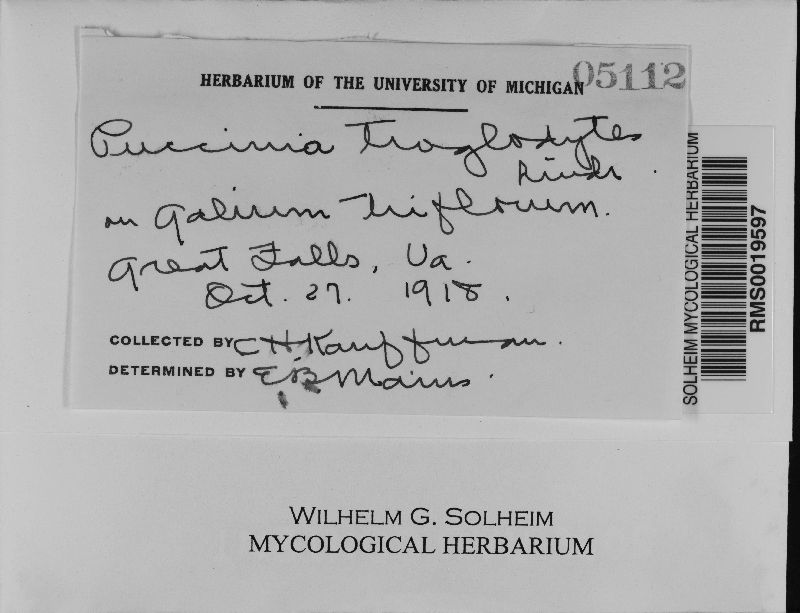 HERBARIUM OF THE UNIVERSITY OF MICHIGAN
05112
Puccinia troglodytes
Lindr.
on Galium triflorum.
Great Falls, Va.
Oct. 27. 1918.
COLLECTED BY C H Kauffman.
DETERMINED BY E B Mains.
SOLHEIM MYCOLOGICAL HERBARIUM
RMS0019597
WILHELM G. SOLHEIM
MYCOLOGICAL HERBARIUM